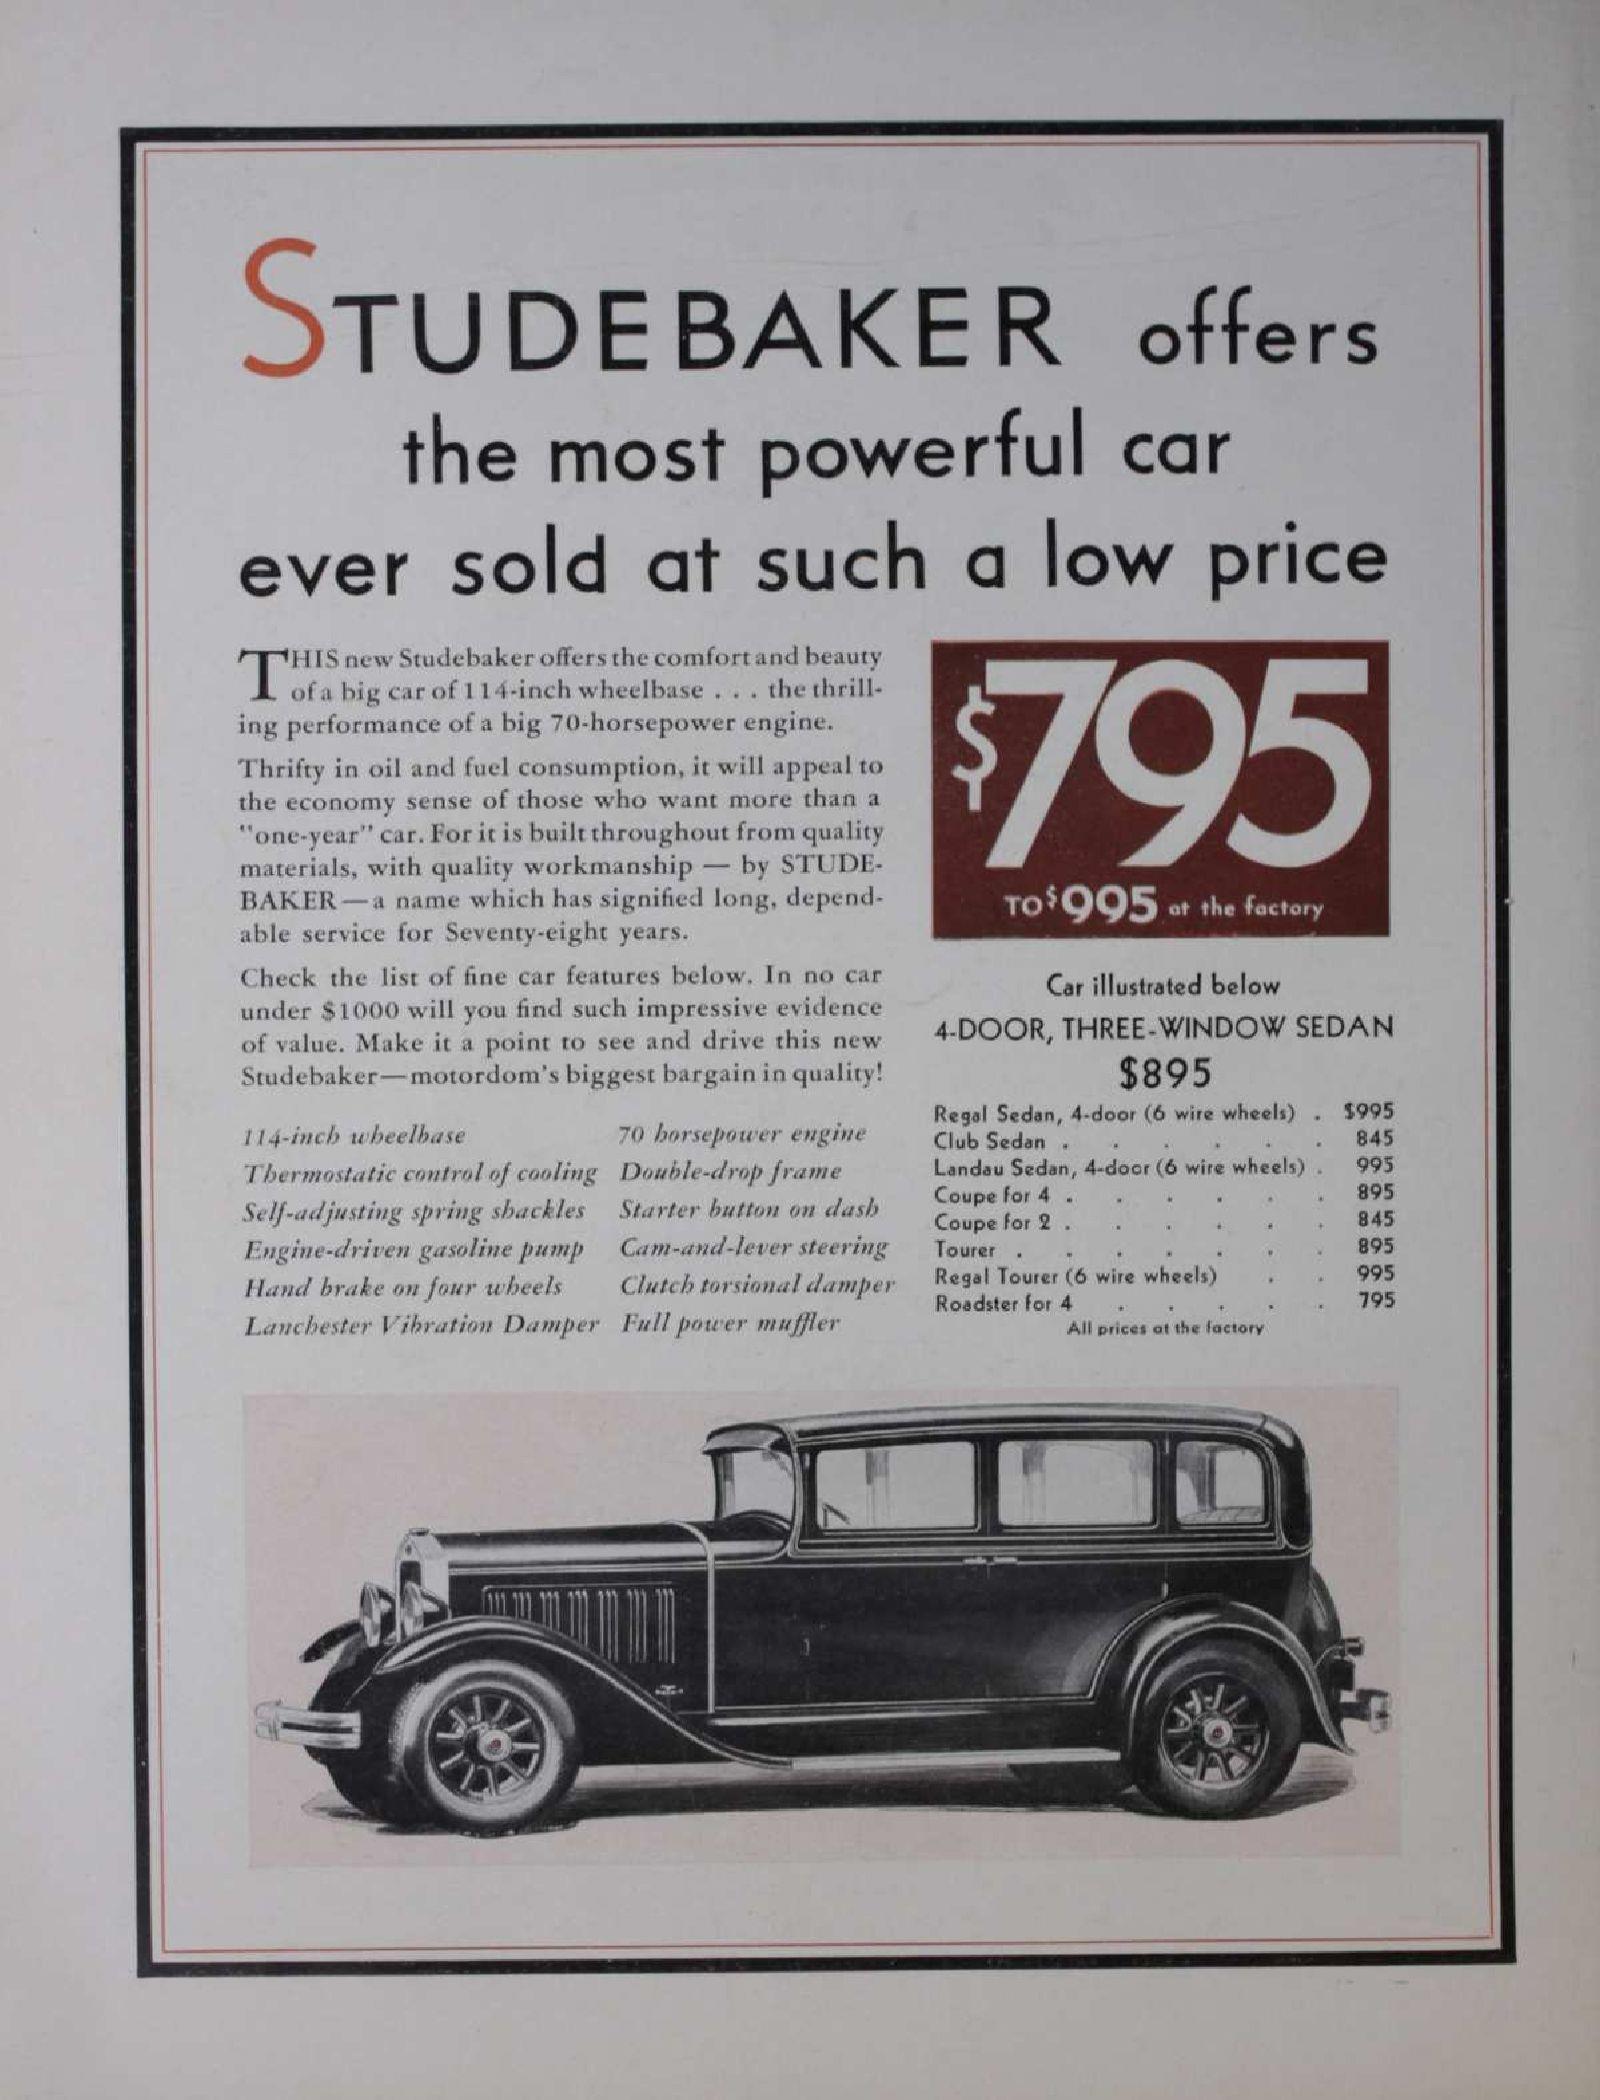 STUDEBAKER offers
the most powerful car
ever sold at such a low price
THIS new Studebaker offers the comfort and beauty
of a big car of 114-inch wheelbase . . . the thrill-
ing performance of a big 70-horsepower engine.
Thrifty in oil and fuel consumption, it will appeal to
the economy sense of those who want more than a
"one-year" car. For it is built throughout from quality
materials, with quality workmanship — by STUDE-
BAKER—a name which has signified long, depend-
able service for Seventy-eight years.
Check the list of fine car features below. In no car
under $1000 will you find such impressive evidence
of value. Make it a point to see and drive this new
Studebaker—motordom's biggest bargain in quality!
114-inch wheelbase
Thermostatic control of cooling
Self-adjusting spring shackles
Engine-driven gasoline pump
Hand brake on four wheels
Lanchester Vibration Damper
70 horsepower engine
Double-drop frame
Starter button on dash
Cam-and-lever steering
Clutch torsional damper
Full power muffler
$795
TO $995 at the factory
Car illustrated below
4-DOOR, THREE-WINDOW SEDAN
$895
Regal Sedan, 4-door (6 wire wheels) . $995
Club Sedan . . . . . . 845
Landau Sedan, 4-door (6 wire wheels) . 995
Coupe for 4 . . . . . . 895
Coupe for 2 . . . . . . 845
Tourer . . . . . . . 895
Regal Tourer (6 wire wheels) . . 995
Roadster for 4 . . . . . 795
All prices at the factory